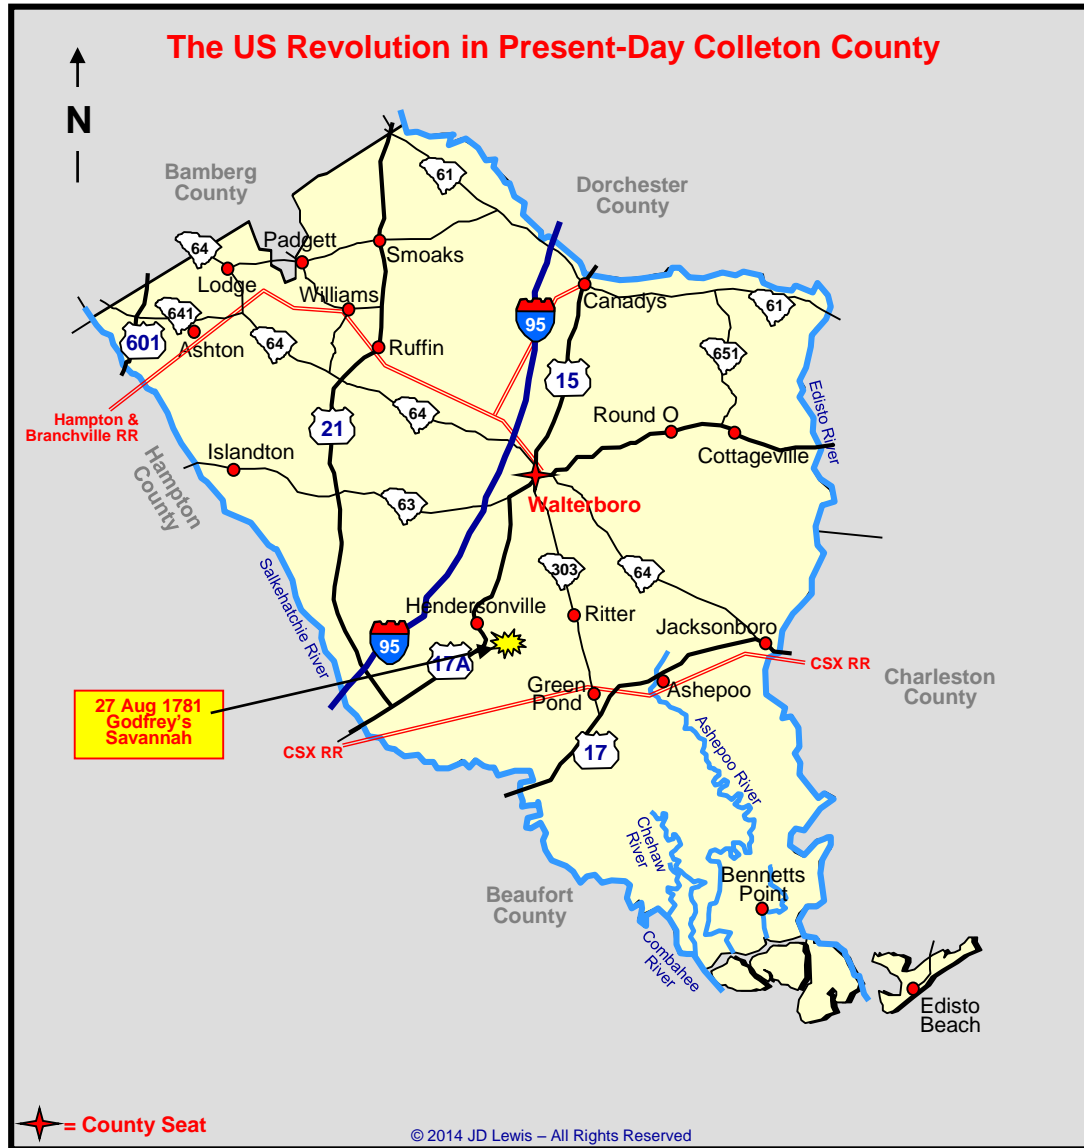 The US Revolution in Present-Day Colleton County
N
Bamberg
County
Dorchester
County
61
64
Padgett
Smoaks
Lodge
Williams
Canadys
61
95
641
601
Ashton
64
Ruffin
651
15
Edisto River
Hampton &
Branchville RR
21
64
Round O
Cottageville
Hampton
County
Islandton
63
Walterboro
Salkehatchie River
303
64
Hendersonville
Ritter
Jacksonboro
95
17A
CSX RR
Charleston
County
27 Aug 1781
Godfrey's
Savannah
Green
Pond
Ashepoo
CSX RR
17
Ashepoo River
Chehaw
River
Bennetts
Point
Beaufort
County
Combahee
River
Edisto
Beach
= County Seat
© 2014 JD Lewis – All Rights Reserved